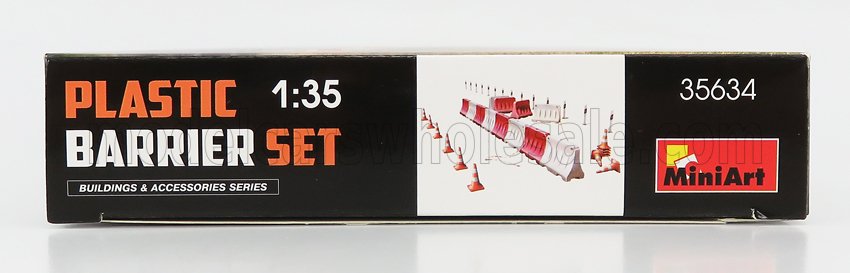 PLASTIC 1:35
BARRIER SET
BUILDINGS & ACCESSORIES SERIES
35634
MiniArt